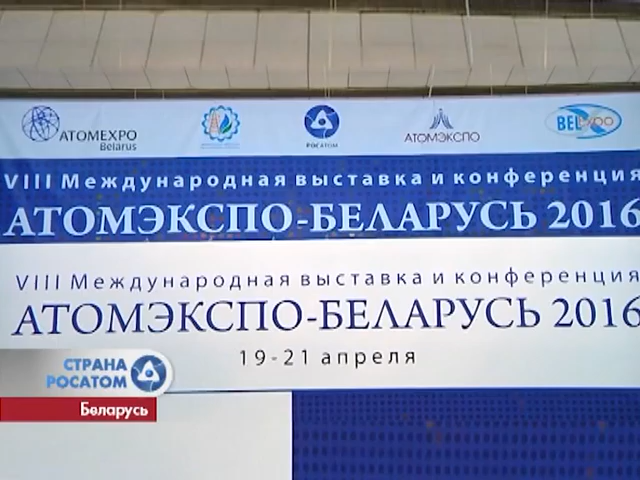 ATOMEXPO
Belarus
РОСАТОМ
АТОМЭКСПО
BEL
VIII Международная выставка и конференция
АТОМЭКСПО-БЕЛАРУСЬ 2016
VIII Международная выставка и конференция
АТОМЭКСПО-БЕЛАРУСЬ 2016
19-21 апреля
СТРАНА
РОСАТОМ
Беларусь